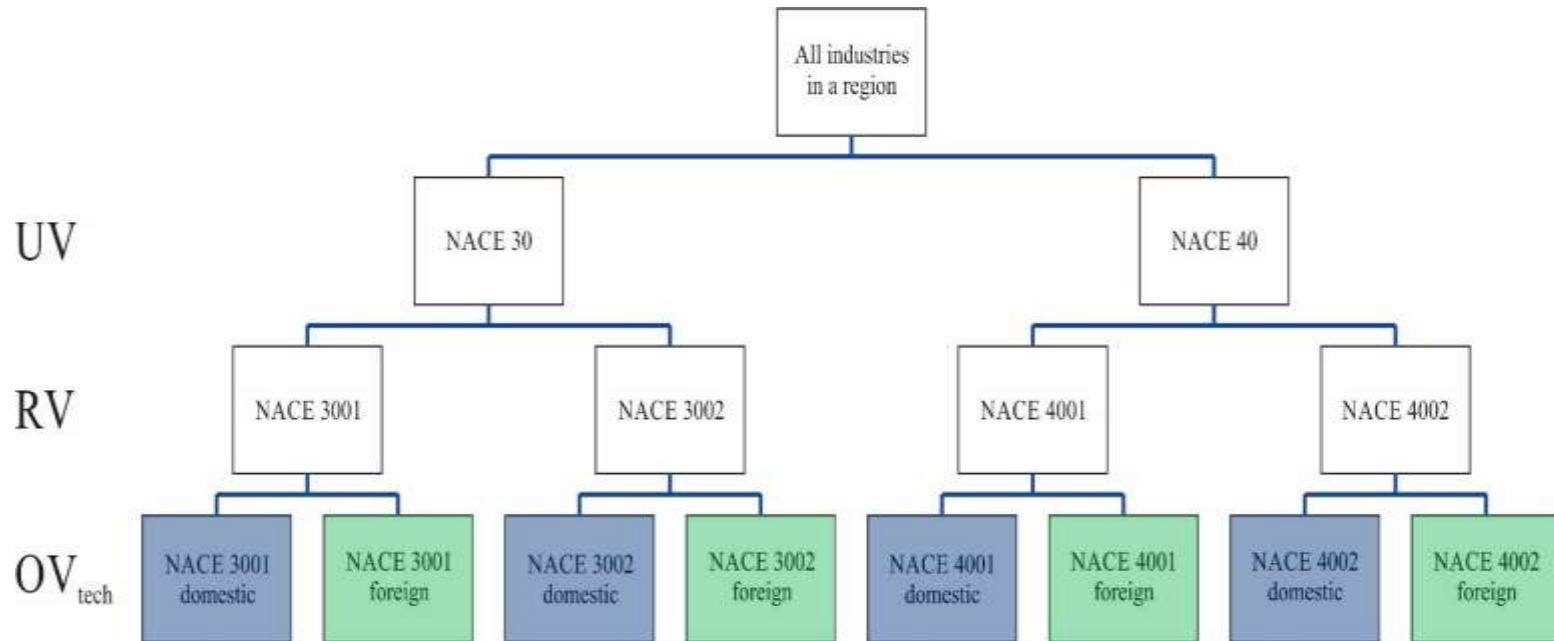 All industries
in a region
UV
NACE 30
NACE 40
RV
NACE 3001
NACE 3002
NACE 4001
NACE 4002
OVtech
NACE 3001
domestic
NACE 3001
foreign
NACE 3002
domestic
NACE 3002
foreign
NACE 4001
domestic
NACE 4001
foreign
NACE 4002
domestic
NACE 4002
foreign